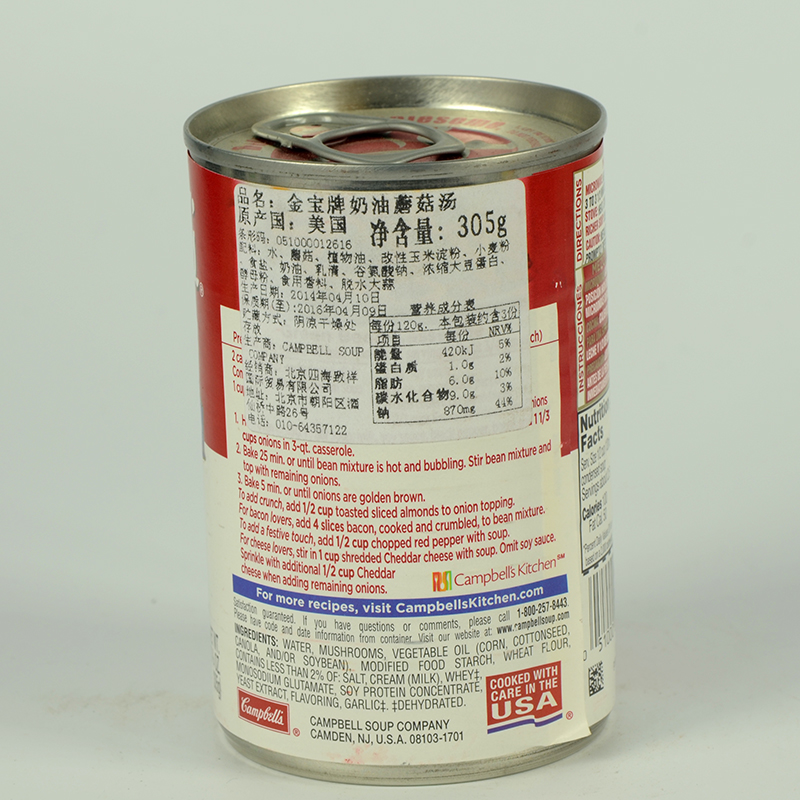 品名：金宝牌奶油蘑菇汤
原产国：美国 净含量：305g
条形码：051000012616
配料：水、蘑菇、植物油、改性玉米淀粉、小麦粉
食盐、奶油、乳清、谷氨酸钠、浓缩大豆蛋白、
酵母粉、食用香料、脱水大蒜
生产日期：2014年04月10日
保质期(至)：2016年04月09日
贮藏方式：阴凉干燥处
存放
生产商：CAMPBELL SOUP
COMPANY
经销商：北京四海致祥
国际贸易有限公司
地址：北京市朝阳区酒
仙桥中路26号
电话：010-64357122
营养成分表
每份120g，本包装约含3份
项目 每份 NRV%
能量 420kJ 5%
蛋白质 1.0g 2%
脂肪 6.0g 10%
碳水化合物 9.0g 3%
钠 870mg 44%
1 1/3
cups onions in 3-qt. casserole.
2. Bake 25 min. or until bean mixture is hot and bubbling. Stir bean mixture and
top with remaining onions.
3. Bake 5 min. or until onions are golden brown.
To add crunch, add 1/2 cup toasted sliced almonds to onion topping.
For bacon lovers, add 4 slices bacon, cooked and crumbled, to bean mixture.
To add a festive touch, add 1/2 cup chopped red pepper with soup.
For cheese lovers, stir in 1 cup shredded Cheddar cheese with soup. Omit soy sauce.
Sprinkle with additional 1/2 cup Cheddar
cheese when adding remaining onions.
Campbell's Kitchen℠
For more recipes, visit CampbellsKitchen.com
Satisfaction guaranteed. If you have questions or comments, please call 1-800-257-8443.
Please have code and date information from container. Visit our website at: www.campbellsoup.com
INGREDIENTS: WATER, MUSHROOMS, VEGETABLE OIL (CORN, COTTONSEED,
CANOLA, AND/OR SOYBEAN), MODIFIED FOOD STARCH, WHEAT FLOUR,
CONTAINS LESS THAN 2% OF: SALT, CREAM (MILK), WHEY‡,
MONOSODIUM GLUTAMATE, SOY PROTEIN CONCENTRATE,
YEAST EXTRACT, FLAVORING, GARLIC‡. ‡DEHYDRATED.
COOKED WITH
CARE IN THE
USA®
Campbell's®
CAMPBELL SOUP COMPANY
CAMDEN, NJ, U.S.A. 08103-1701
DIRECTIONS
INSTRUCCIONES
Nutrition
Facts
Calories